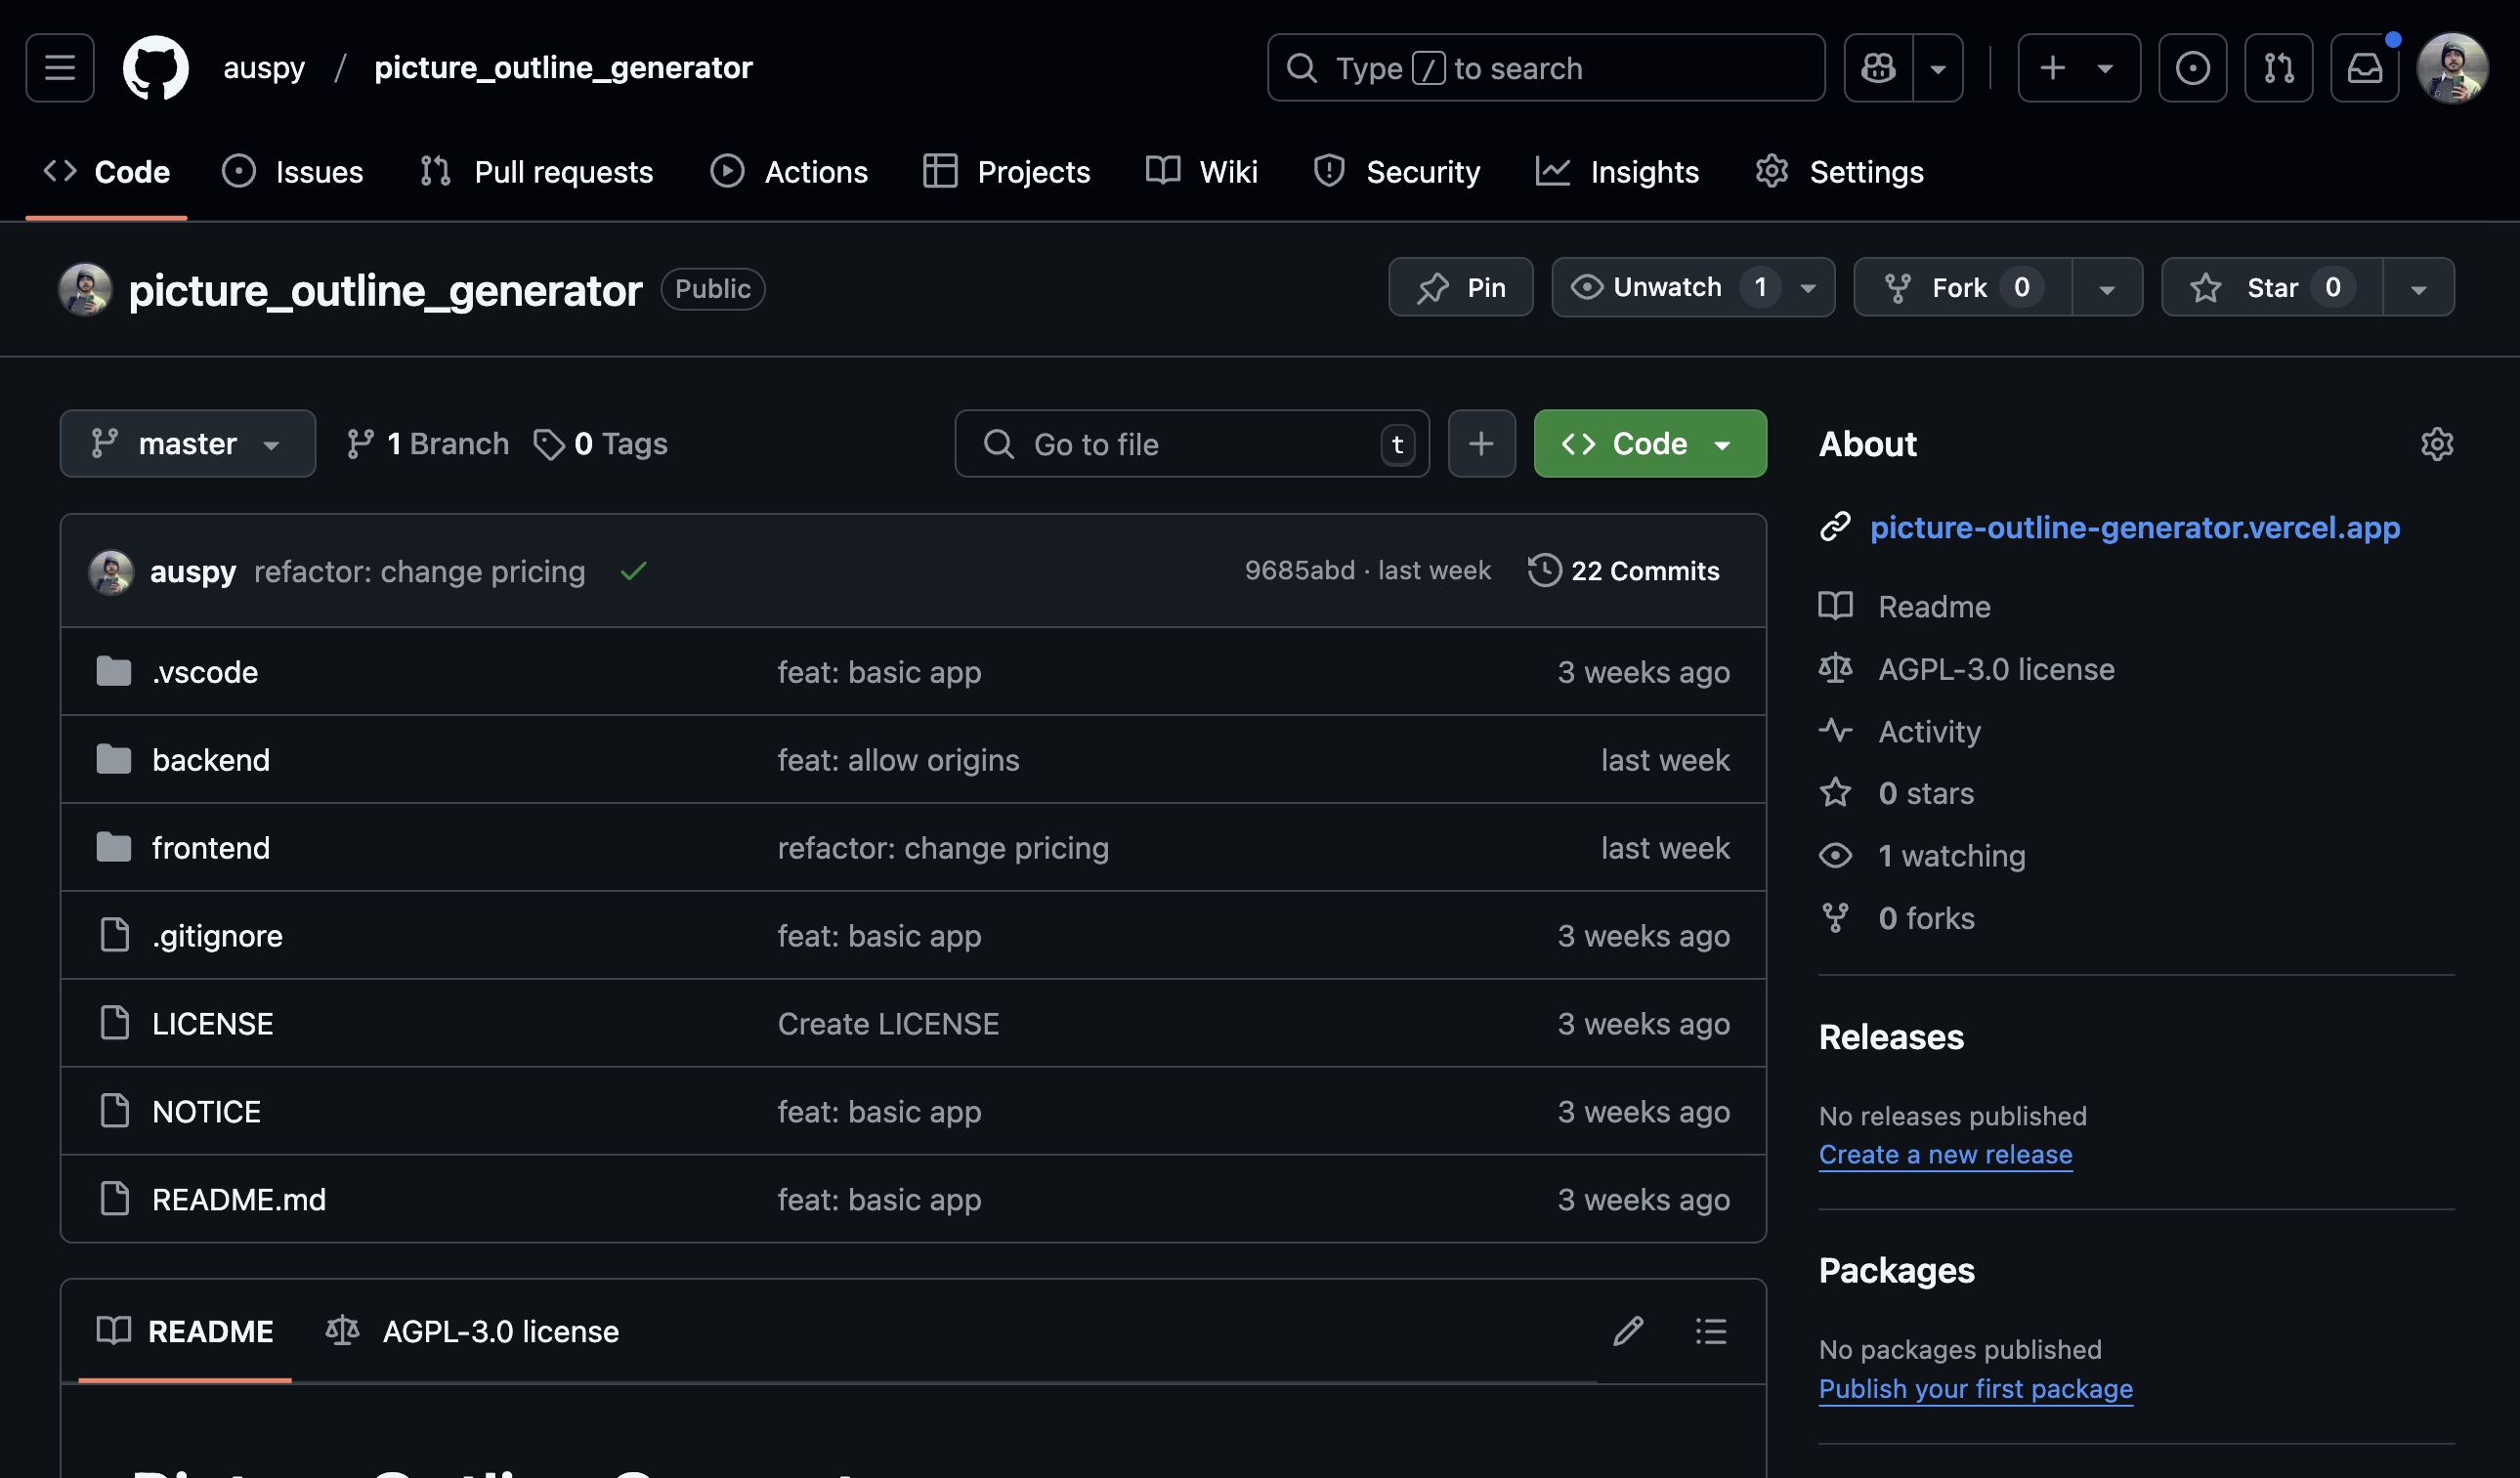 auspy / picture_outline_generator
Type / to search
Code Issues Pull requests Actions Projects Wiki Security Insights Settings
picture_outline_generator Public
Pin Unwatch 1 Fork 0 Star 0
master 1 Branch 0 Tags
Go to file t
Code
auspy refactor: change pricing 9685abd · last week 22 Commits
.vscode feat: basic app 3 weeks ago
backend feat: allow origins last week
frontend refactor: change pricing last week
.gitignore feat: basic app 3 weeks ago
LICENSE Create LICENSE 3 weeks ago
NOTICE feat: basic app 3 weeks ago
README.md feat: basic app 3 weeks ago
README AGPL-3.0 license
About
picture-outline-generator.vercel.app
Readme
AGPL-3.0 license
Activity
0 stars
1 watching
0 forks
Releases
No releases published
Create a new release
Packages
No packages published
Publish your first package